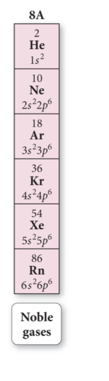 8A
2
He
1s²
10
Ne
2s²2p⁶
18
Ar
3s²3p⁶
36
Kr
4s²4p⁶
54
Xe
5s²5p⁶
86
Rn
6s²6p⁶
Noble
gases